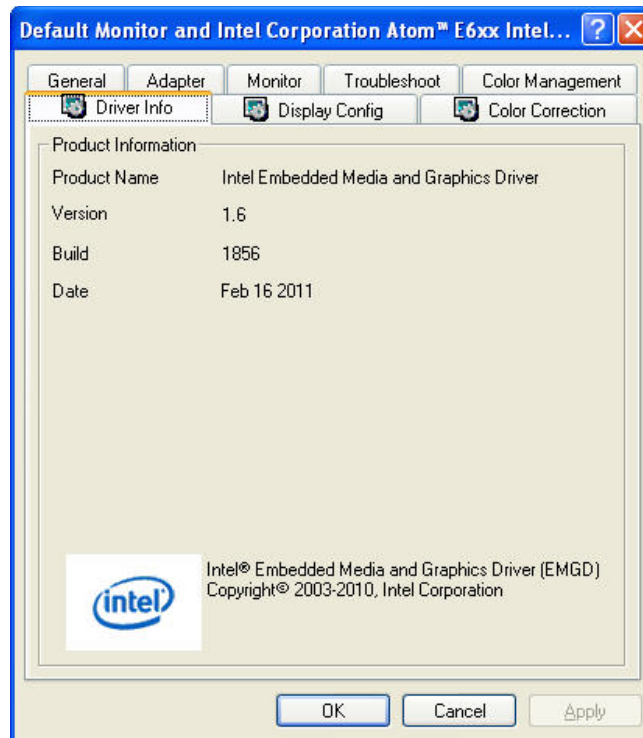 Default Monitor and Intel Corporation Atom™ E6xx Intel...
General Adapter Monitor Troubleshoot Color Management
Driver Info Display Config Color Correction
Product Information
Product Name Intel Embedded Media and Graphics Driver
Version 1.6
Build 1856
Date Feb 16 2011
Intel® Embedded Media and Graphics Driver (EMGD)
Copyright© 2003-2010, Intel Corporation
(intel)
OK Cancel Apply